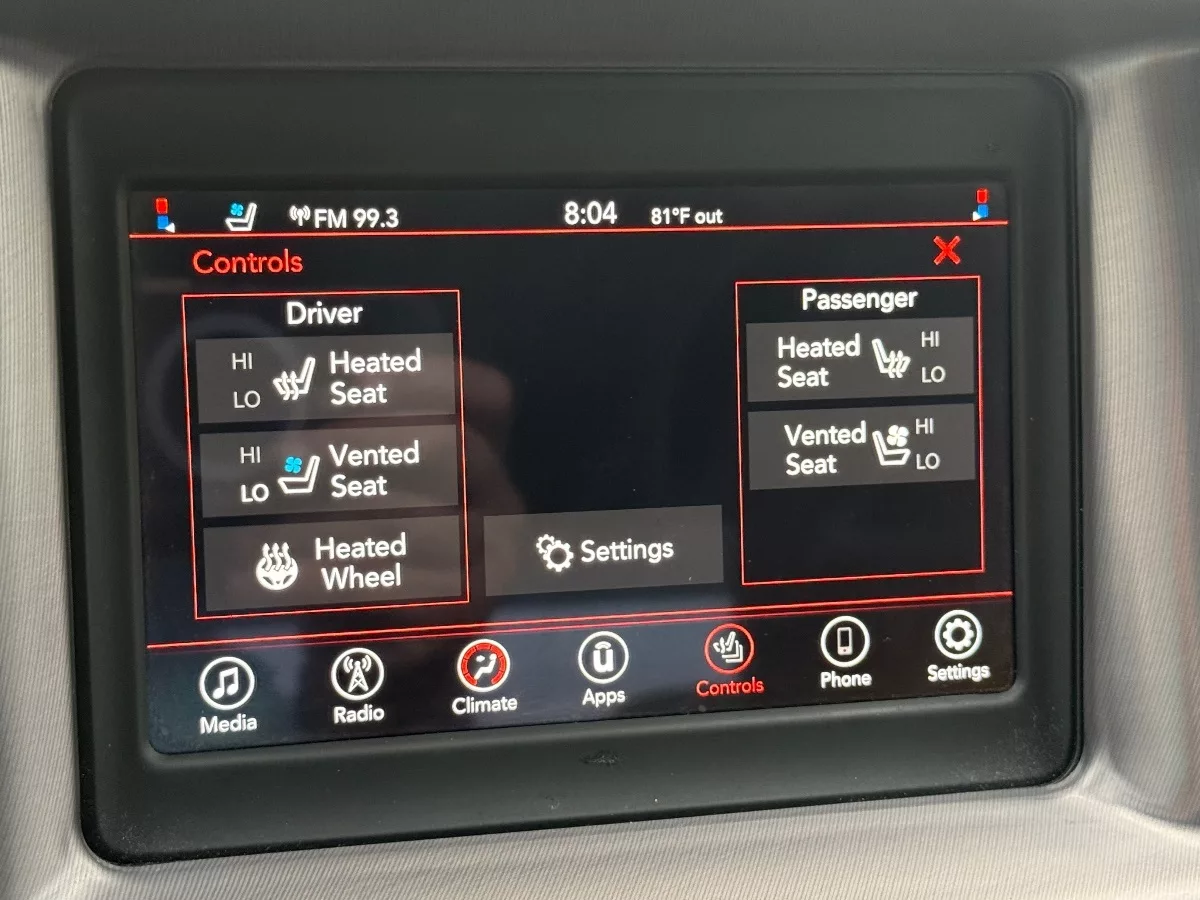 FM 99.3 8:04 81°F out
Controls
Driver
HI
LO
Heated
Seat
HI
LO
Vented
Seat
Heated
Wheel
Settings
Passenger
Heated
Seat
HI
LO
Vented
Seat
HI
LO
Media Radio Climate Apps Controls Phone Settings